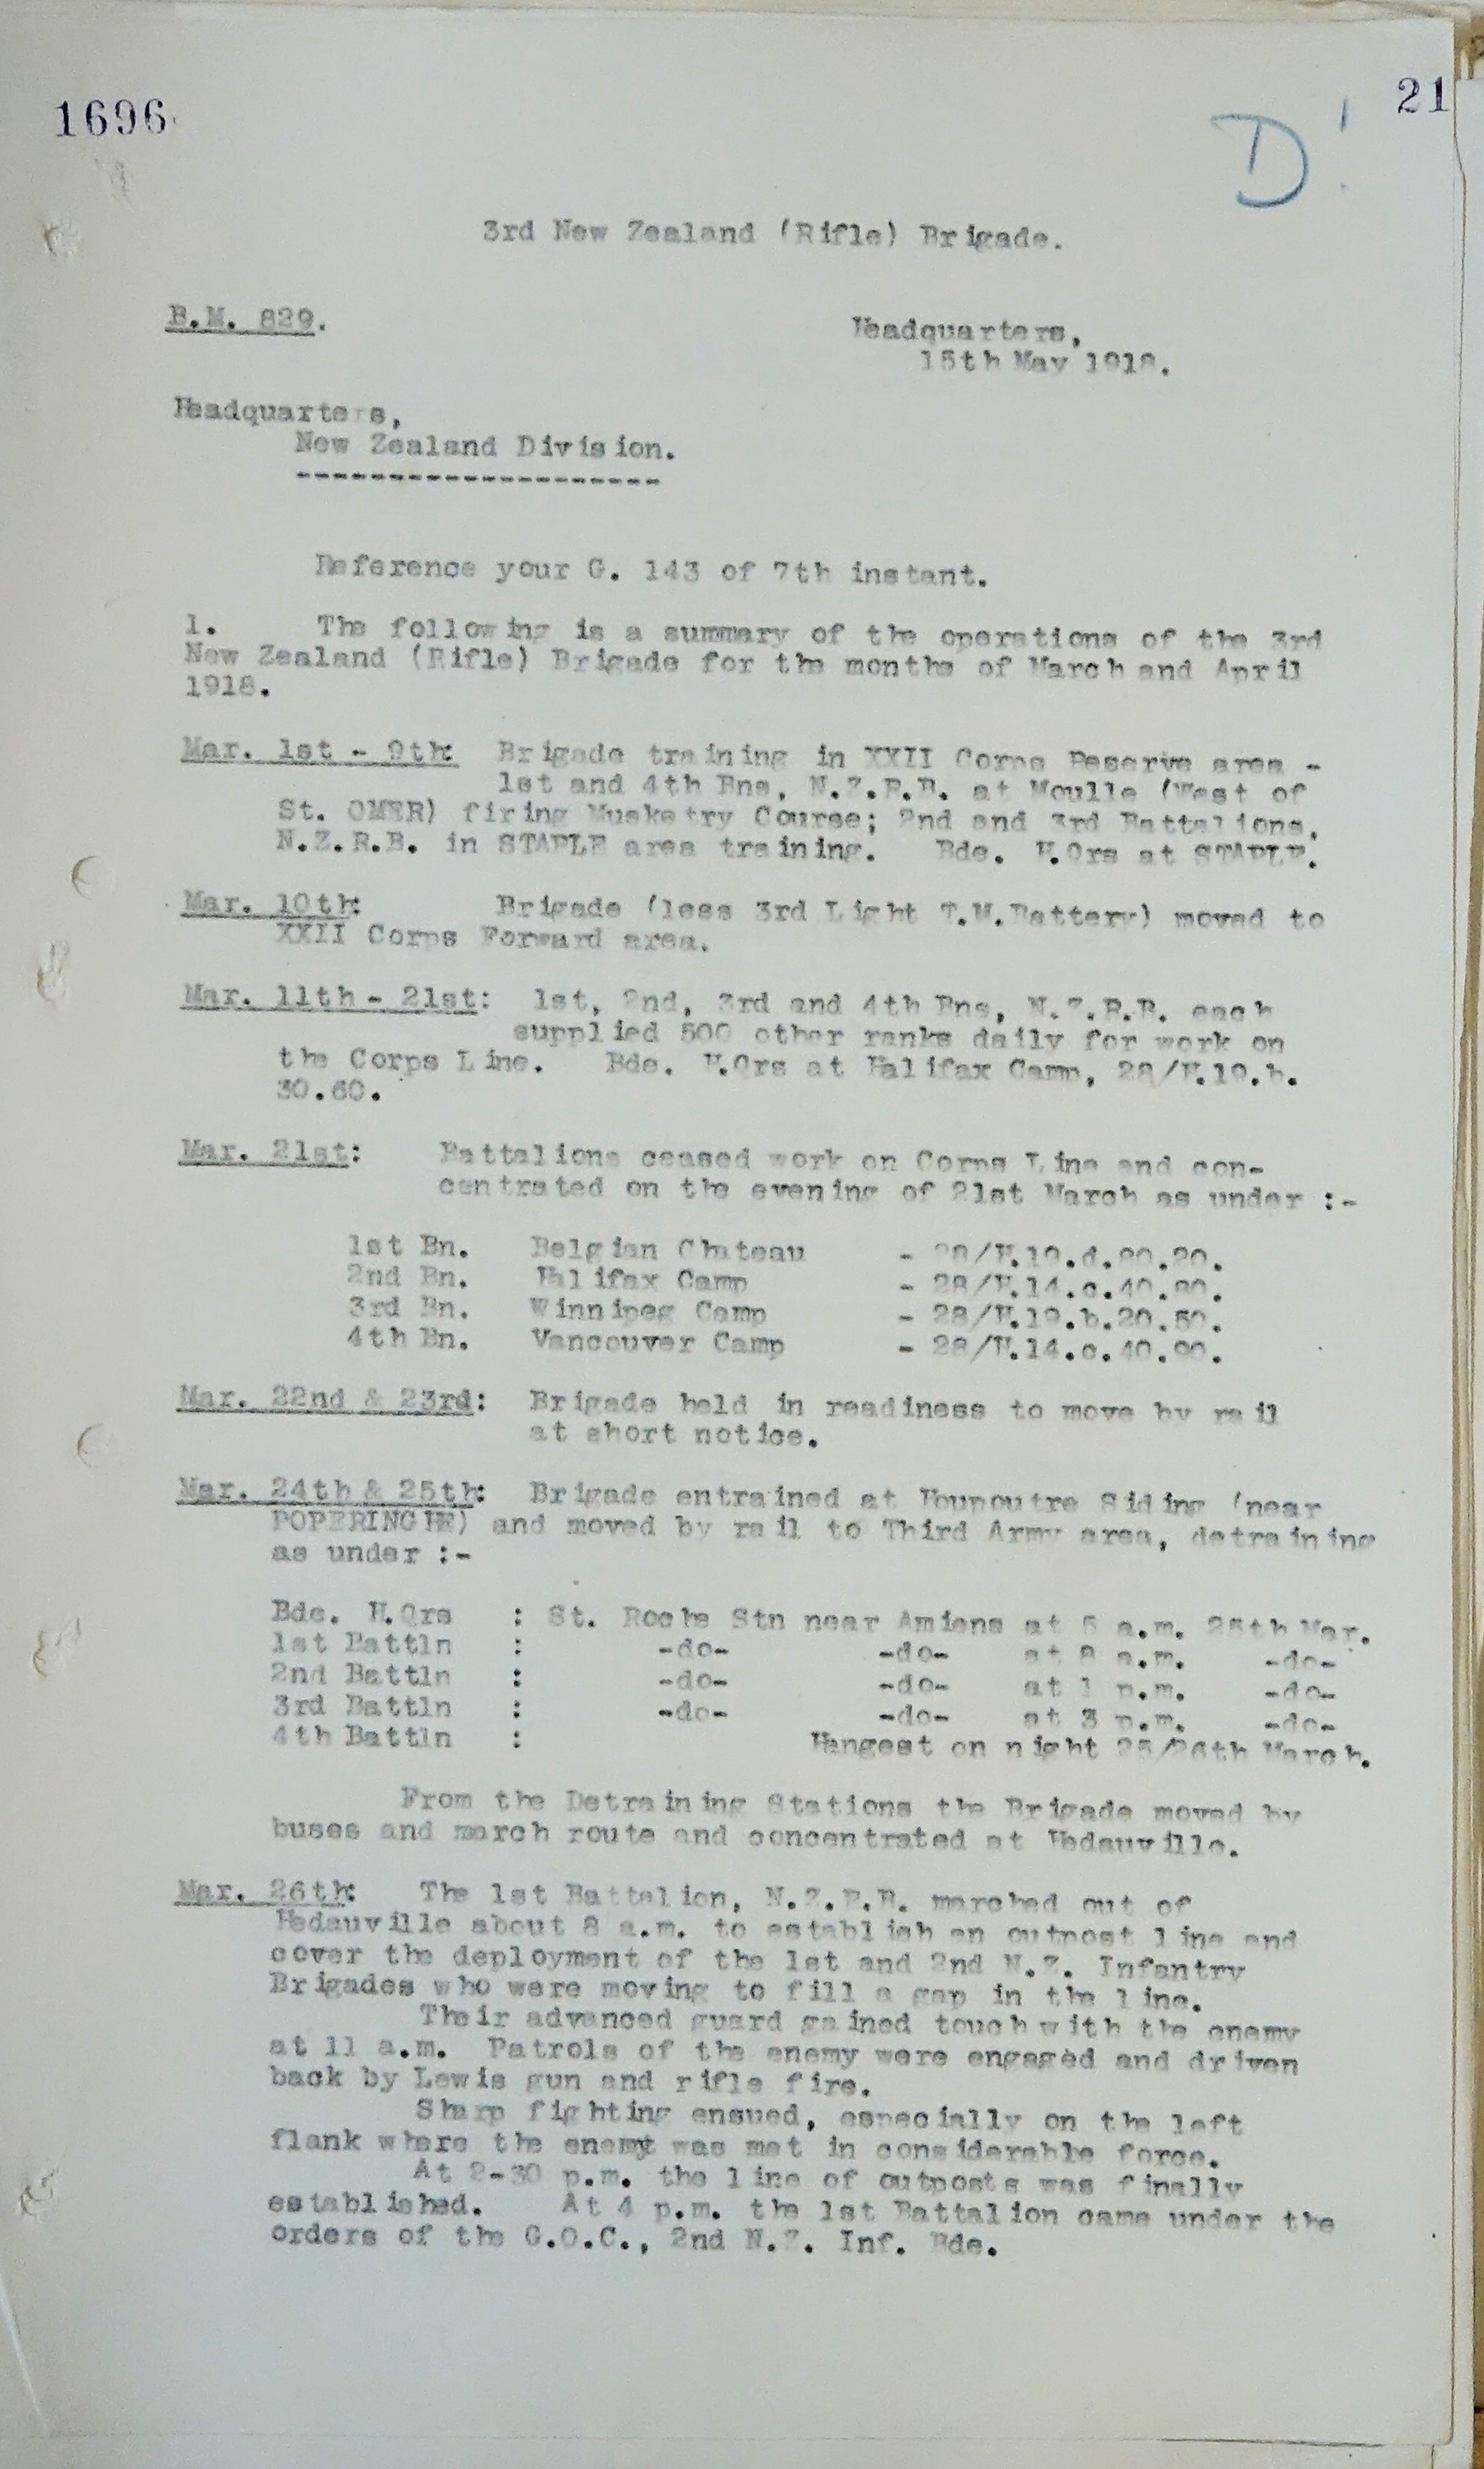 1696
21
D'
3rd New Zealand (Rifle) Brigade.
B.M. 829.
Headquarters,
15th May 1918.
Headquarters,
New Zealand Division.
--------------------
Reference your G. 143 of 7th instant.
1. The following is a summary of the operations of the 3rd
New Zealand (Rifle) Brigade for the months of March and April
1918.
Mar. 1st - 9th: Brigade training in XXII Corps Reserve area -
1st and 4th Bns, N.Z.R.B. at Moulle (West of
St. OMER) firing Musketry Course; 2nd and 3rd Battalions,
N.Z.R.B. in STAPLE area training. Bde. H.Qrs at STAPLE.
Mar. 10th: Brigade (less 3rd Light T.M.Battery) moved to
XXII Corps Forward area.
Mar. 11th - 21st: 1st, 2nd, 3rd and 4th Bns, N.Z.R.B. each
supplied 500 other ranks daily for work on
the Corps Line. Bde. H.Qrs at Halifax Camp, 28/H.19.b.
30.60.
Mar. 21st: Battalions ceased work on Corps Line and con-
centrated on the evening of 21st March as under :-
1st Bn. Belgian Chateau - 28/H.19.d.20.20.
2nd Bn. Halifax Camp - 28/H.14.c.40.
3rd Bn. Winnipeg Camp - 28/H.19.b.20.50.
4th Bn. Vancouver Camp - 28/H.14.c.40.
Mar. 22nd & 23rd: Brigade held in readiness to move by rail
at short notice.
Mar. 24th & 25th: Brigade entrained at Houpoutre Siding (near
POPERINGHE) and moved by rail to Third Army area, detraining
as under :-
Bde. H.Qrs : St. Roche Stn near Amiens at 5 a.m. 25th Mar.
1st Battln : -do- -do- at 8 a.m. -do-
2nd Battln : -do- -do- at 1 p.m. -do-
3rd Battln : -do- -do- at 3 p.m. -do-
4th Battln : Hangest on night 25/26th March.
From the Detraining Stations the Brigade moved by
buses and march route and concentrated at Hedauville.
Mar. 26th: The 1st Battalion, N.Z.R.B. marched out of
Hedauville about 8 a.m. to establish an outpost line and
cover the deployment of the 1st and 2nd N.Z. Infantry
Brigades who were moving to fill a gap in the line.
Their advanced guard gained touch with the enemy
at 11 a.m. Patrols of the enemy were engaged and driven
back by Lewis gun and rifle fire.
Sharp fighting ensued, especially on the left
flank where the enemy was met in considerable force.
At 2-30 p.m. the line of outposts was finally
established. At 4 p.m. the 1st Battalion came under the
orders of the G.O.C., 2nd N.Z. Inf. Bde.